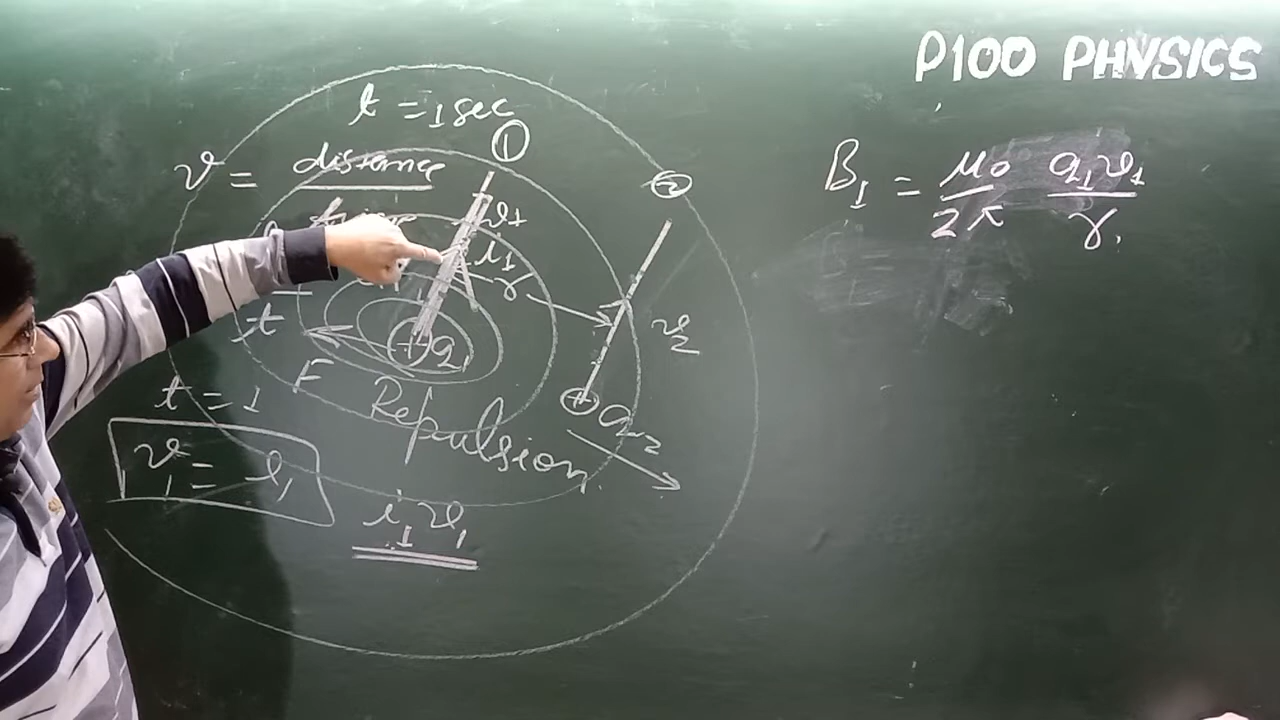 P100 PHYSICS
t = 1 sec
①
②
v = distance
v1
i1
r
t
+ q1
F
v2
+ q2
Repulsion
t = 1
v1 = l1
i1 v1
B1 = μ0 q1v1
2π r